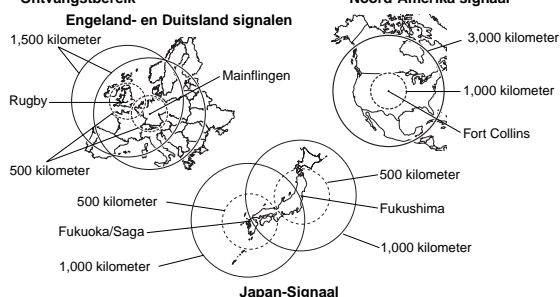 Ontvangstbereik
Noord-Amerika signaal
Engeland- en Duitsland signalen
1,500 kilometer
Mainflingen
Rugby
500 kilometer
3,000 kilometer
1,000 kilometer
Fort Collins
500 kilometer
Fukuoka/Saga
1,000 kilometer
500 kilometer
Fukushima
1,000 kilometer
Japan-Signaal